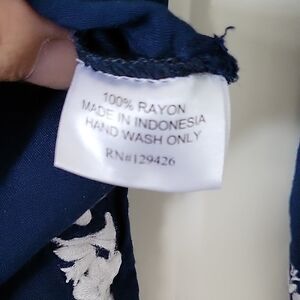 100% RAYON
MADE IN INDONESIA
HAND WASH ONLY
RN#129426